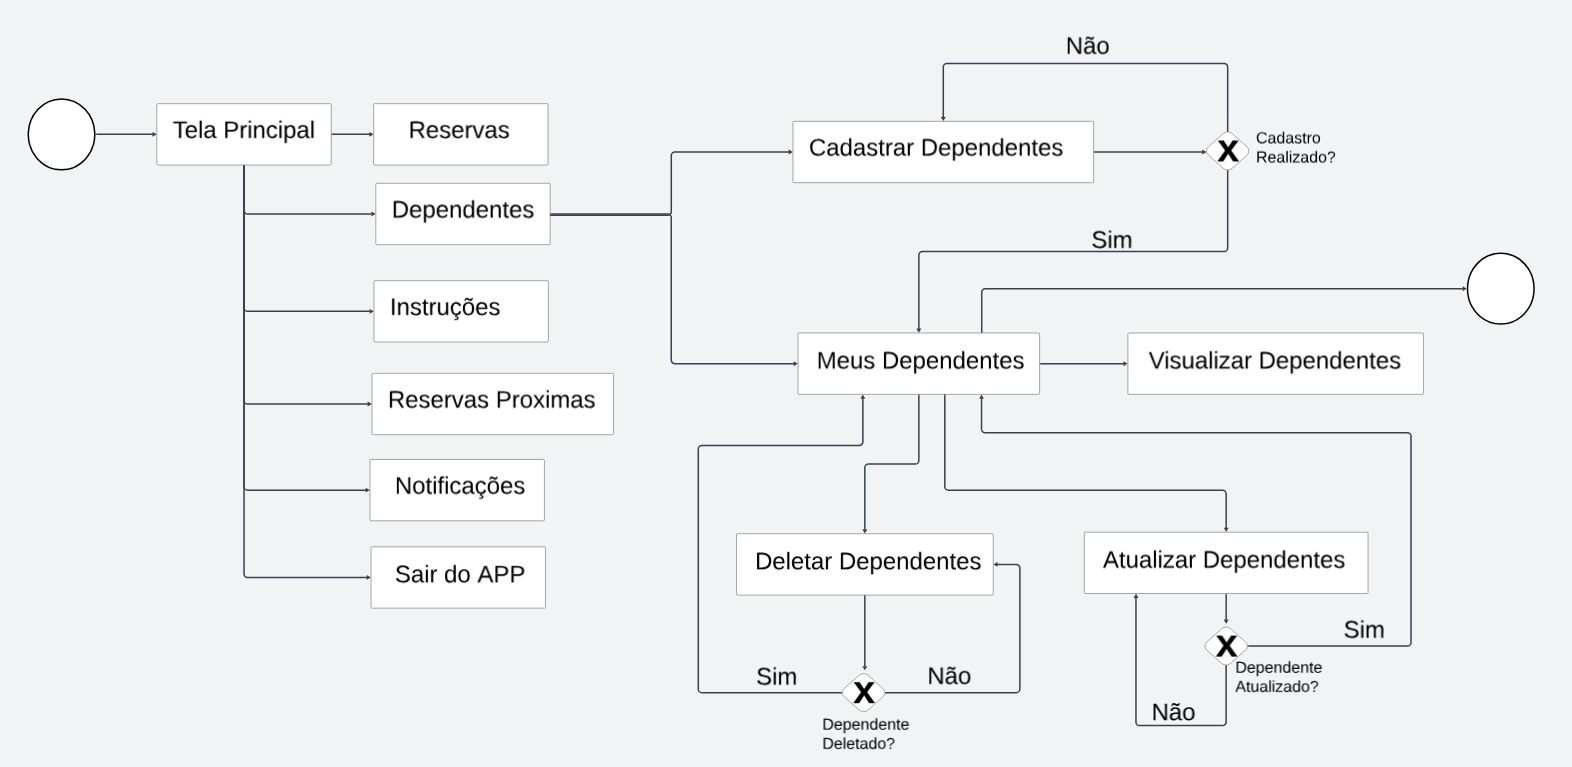 Não
Tela Principal
Reservas
Cadastrar Dependentes
X
Cadastro
Realizado?
Dependentes
Sim
Instruções
Meus Dependentes
Visualizar Dependentes
Reservas Proximas
Notificações
Sair do APP
Deletar Dependentes
Atualizar Dependentes
Sim
X
Dependente
Atualizado?
Sim
Não
X
Não
Dependente
Deletado?